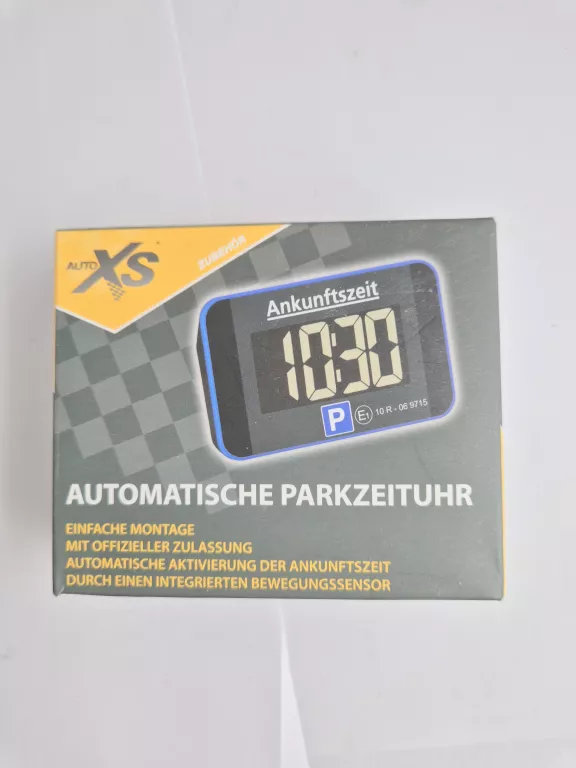 AUTO XS
ZUBEHÖR
Ankunftszeit
10:30
P E1 10 R - 06 9715
AUTOMATISCHE PARKZEITUHR
EINFACHE MONTAGE
MIT OFFIZIELLER ZULASSUNG
AUTOMATISCHE AKTIVIERUNG DER ANKUNFTSZEIT
DURCH EINEN INTEGRIERTEN BEWEGUNGSSENSOR